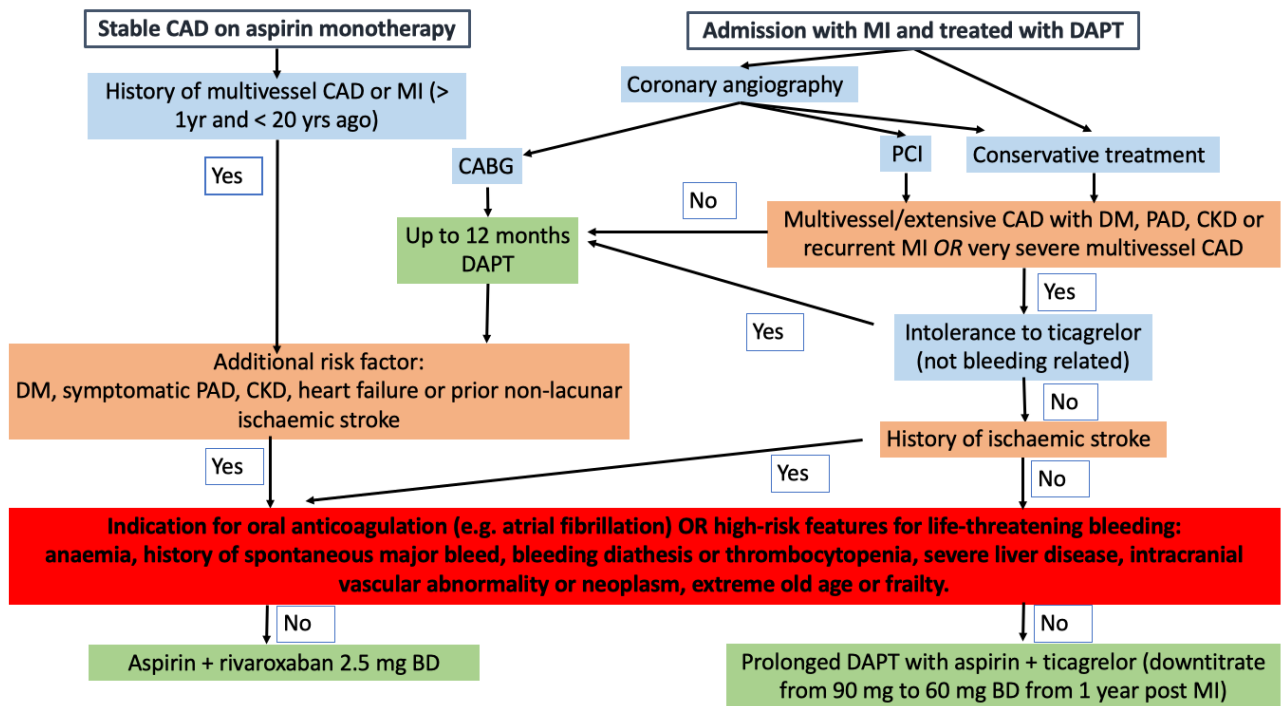 Stable CAD on aspirin monotherapy
Admission with MI and treated with DAPT
History of multivessel CAD or MI (>
1yr and < 20 yrs ago)
Coronary angiography
Yes
CABG
PCI
Conservative treatment
No
Up to 12 months
DAPT
Multivessel/extensive CAD with DM, PAD, CKD or
recurrent MI OR very severe multivessel CAD
Yes
Yes
Intolerance to ticagrelor
(not bleeding related)
Additional risk factor:
DM, symptomatic PAD, CKD, heart failure or prior non-lacunar
ischaemic stroke
No
History of ischaemic stroke
Yes
Yes
No
Indication for oral anticoagulation (e.g. atrial fibrillation) OR high-risk features for life-threatening bleeding:
anaemia, history of spontaneous major bleed, bleeding diathesis or thrombocytopenia, severe liver disease, intracranial
vascular abnormality or neoplasm, extreme old age or frailty.
No
No
Aspirin + rivaroxaban 2.5 mg BD
Prolonged DAPT with aspirin + ticagrelor (downtitrate
from 90 mg to 60 mg BD from 1 year post MI)